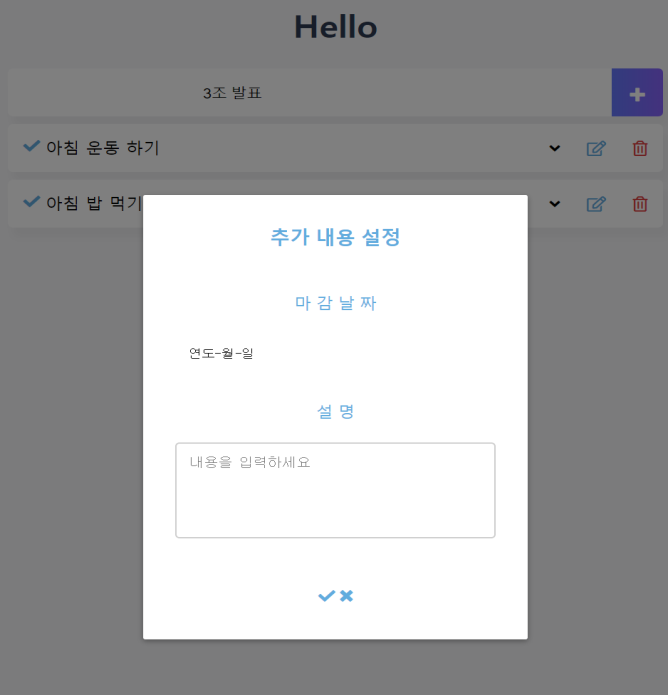 Hello
3조 발표
아침 운동 하기
아침 밥 먹기
추가 내용 설정
마 감 날 짜
연도-월-일
설 명
내용을 입력하세요